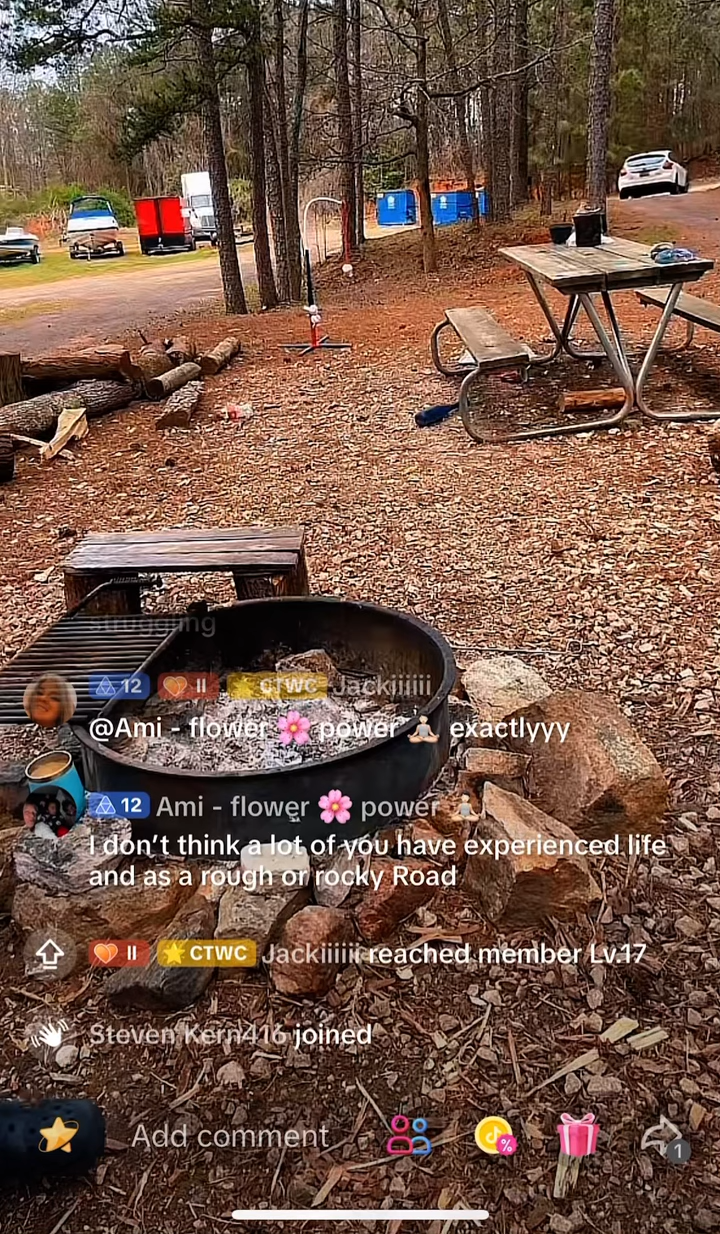 struggling
12 II CTWC Jackiiiiii
@Ami - flower 🌸 power 🧘 exactlyyy
12 Ami - flower 🌸 power 🧘
I don't think a lot of you have experienced life
and as a rough or rocky Road
II CTWC Jackiiiiii reached member Lv.17
Steven Kern416 joined
Add comment
%
1